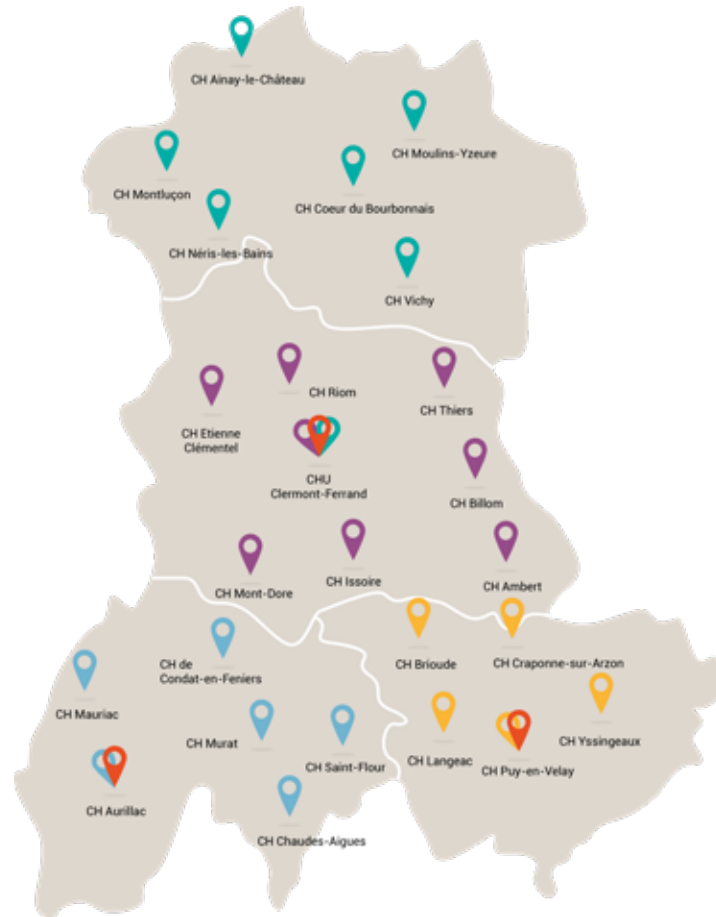 CH Ainay-le-Château
CH Moulins-Yzeure
CH Montluçon
CH Coeur du Bourbonnais
CH Néris-les-Bains
CH Vichy
CH Riom
CH Thiers
CH Etienne
Clémentel
CHU
Clermont-Ferrand
CH Billom
CH Mont-Dore
CH Issoire
CH Ambert
CH de
Condat-en-Feniers
CH Brioude
CH Craponne-sur-Arzon
CH Mauriac
CH Murat
CH Saint-Flour
CH Langeac
CH Puy-en-Velay
CH Yssingeaux
CH Aurillac
CH Chaudes-Aigues